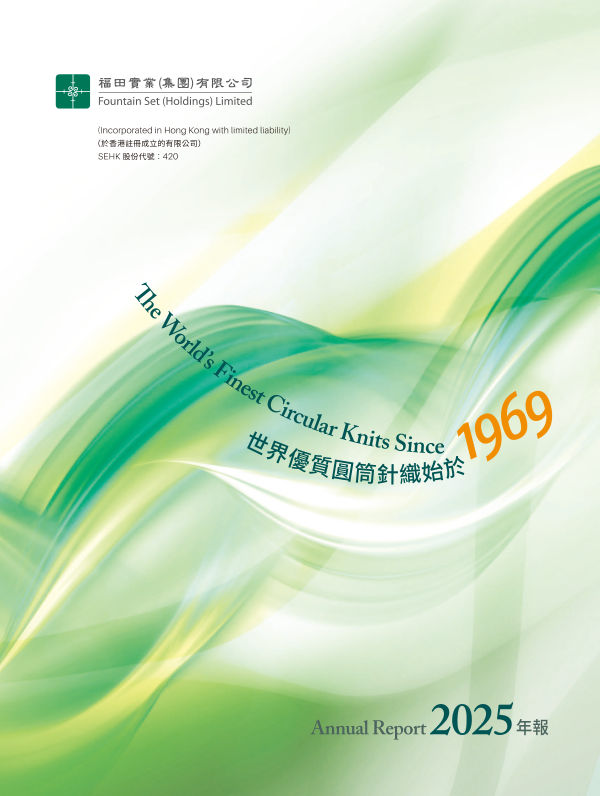 福田實業(集團)有限公司
Fountain Set (Holdings) Limited
(Incorporated in Hong Kong with limited liability)
(於香港註冊成立的有限公司)
SEHK 股份代號：420
The World's Finest Circular Knits Since 1969
世界優質圓筒針織始於
Annual Report 2025 年報